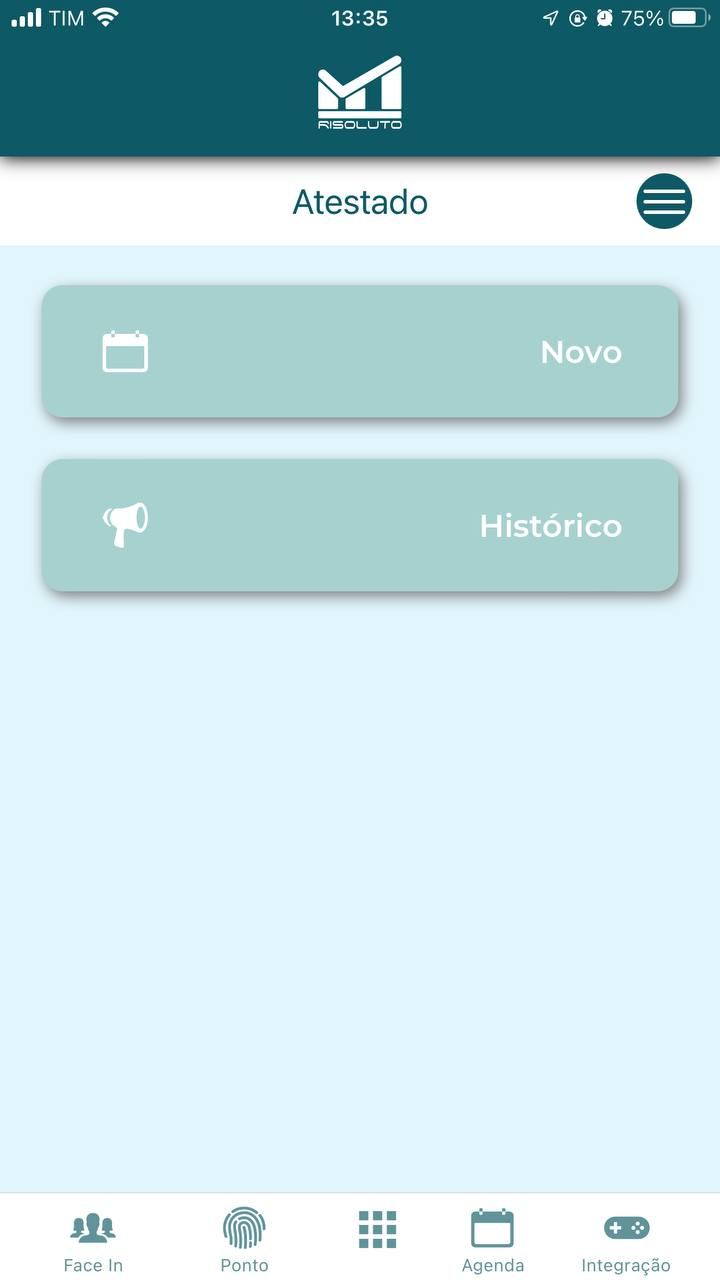 TIM 13:35 75%
RISOLUTO
Atestado
Novo
Histórico
Face In Ponto Agenda Integração